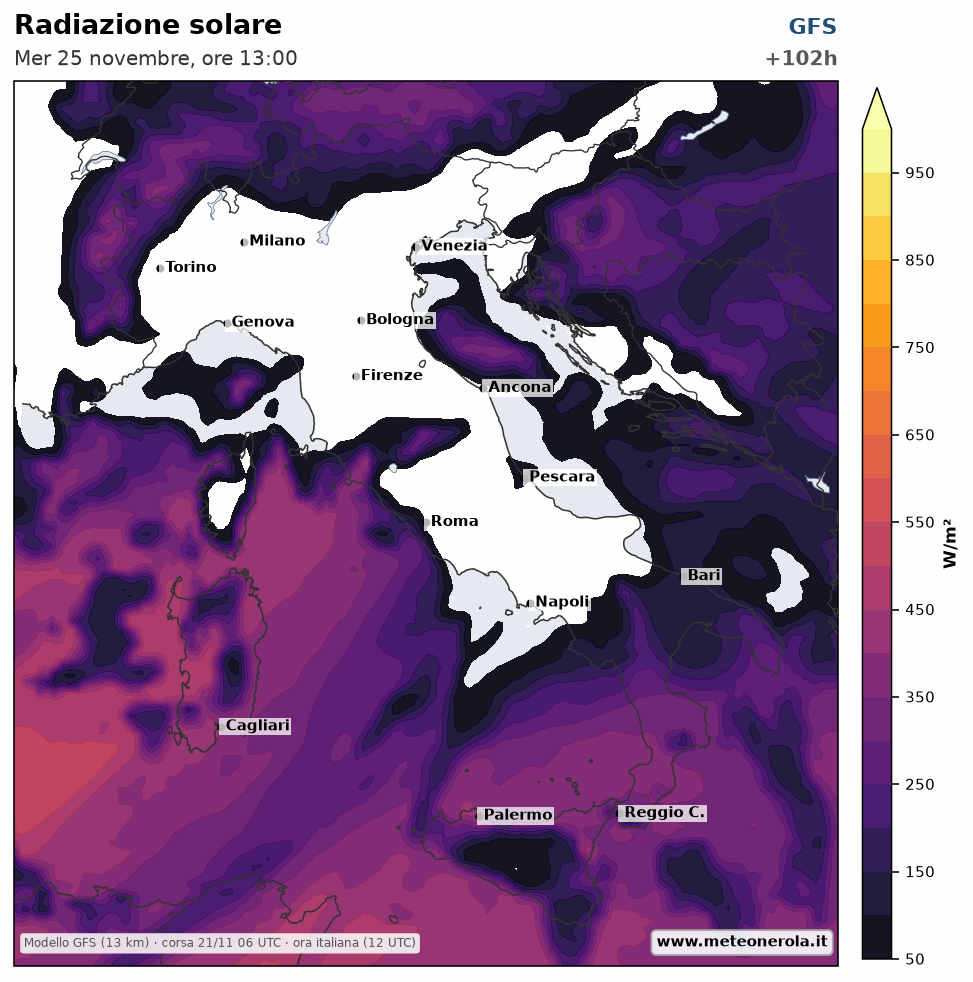 Radiazione solare
GFS
Mer 25 novembre, ore 13:00
+102h
Milano
Venezia
Torino
Genova
Bologna
Firenze
Ancona
Pescara
Roma
Bari
Napoli
Cagliari
Palermo
Reggio C.
950
850
750
650
550
450
350
250
150
50
W/m²
Modello GFS (13 km) · corsa 21/11 06 UTC · ora italiana (12 UTC)
www.meteonerola.it